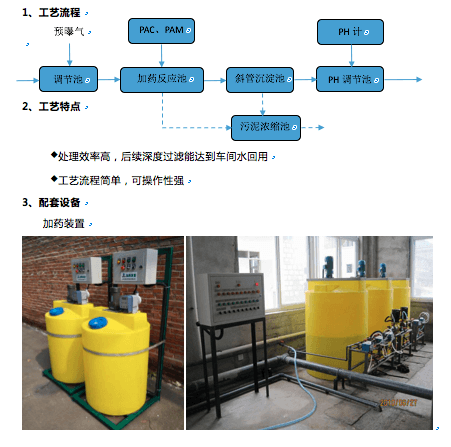 1、工艺流程
预曝气
PAC、PAM
PH 计
调节池
加药反应池
斜管沉淀池
PH 调节池
2、工艺特点
污泥浓缩池
◆处理效率高，后续深度过滤能达到车间水回用
◆工艺流程简单，可操作性强
3、配套设备
加药装置